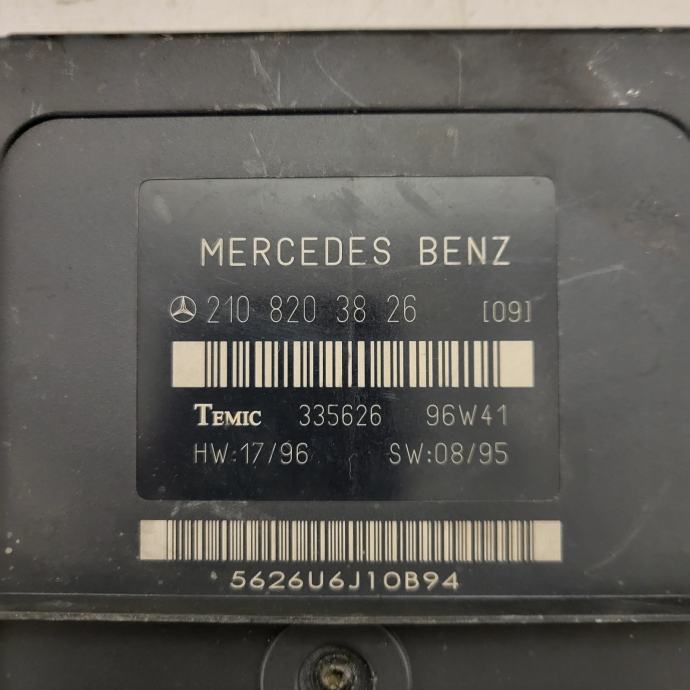 MERCEDES BENZ
210 820 38 26 [09]
TEMIC 335626 96W41
HW:17/96 SW:08/95
5626U6J10B94